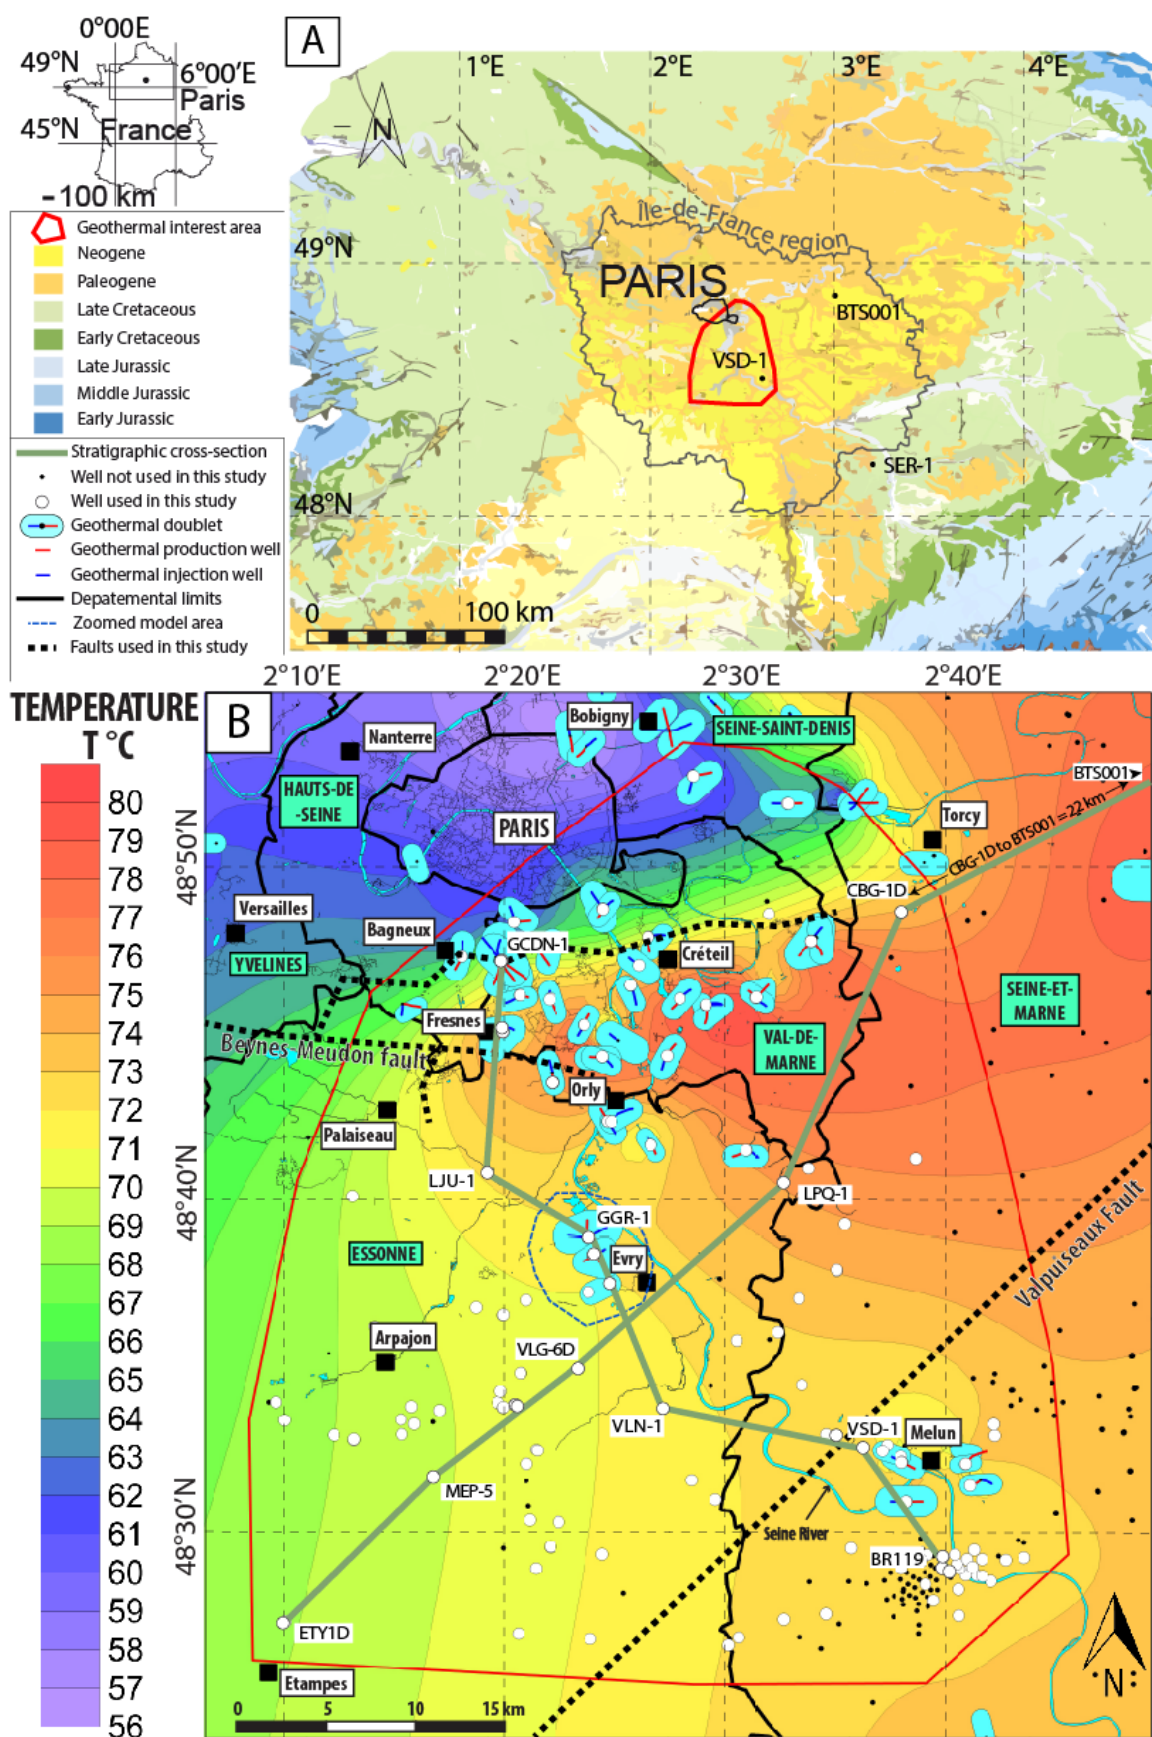 0°00E
49°N
6°00'E
Paris
45°N
France
100 km
Geothermal interest area
Neogene
Paleogene
Late Cretaceous
Early Cretaceous
Late Jurassic
Middle Jurassic
Early Jurassic
Stratigraphic cross-section
Well not used in this study
Well used in this study
Geothermal doublet
Geothermal production well
Geothermal injection well
Depatemental limits
Zoomed model area
Faults used in this study
A
1°E
2°E
3°E
4°E
N
Île-de-France region
49°N
PARIS
BTS001
VSD-1
SER-1
48°N
0
100 km
TEMPERATURE
T °C
80
79
78
77
76
75
74
73
72
71
70
69
68
67
66
65
64
63
62
61
60
59
58
57
56
2°10'E
2°20'E
2°30'E
2°40'E
B
Nanterre
Bobigny
SEINE-SAINT-DENIS
HAUTS-DE
-SEINE
PARIS
BTS001
CBG-1D to BTS001 = 22 km
Torcy
48°50'N
CBG-1D
Versailles
Bagneux
GCDN-1
Créteil
YVELINES
SEINE-ET-
MARNE
Fresnes
VAL-DE-
MARNE
Beynes-Meudon fault
Orly
Palaiseau
48°40'N
LJU-1
LPQ-1
GGR-1
ESSONNE
Evry
Valpuiseaux Fault
Arpajon
VLG-6D
VLN-1
VSD-1
Melun
MEP-5
48°30'N
Seine River
BR119
ETY1D
Etampes
0
5
10
15 km
N